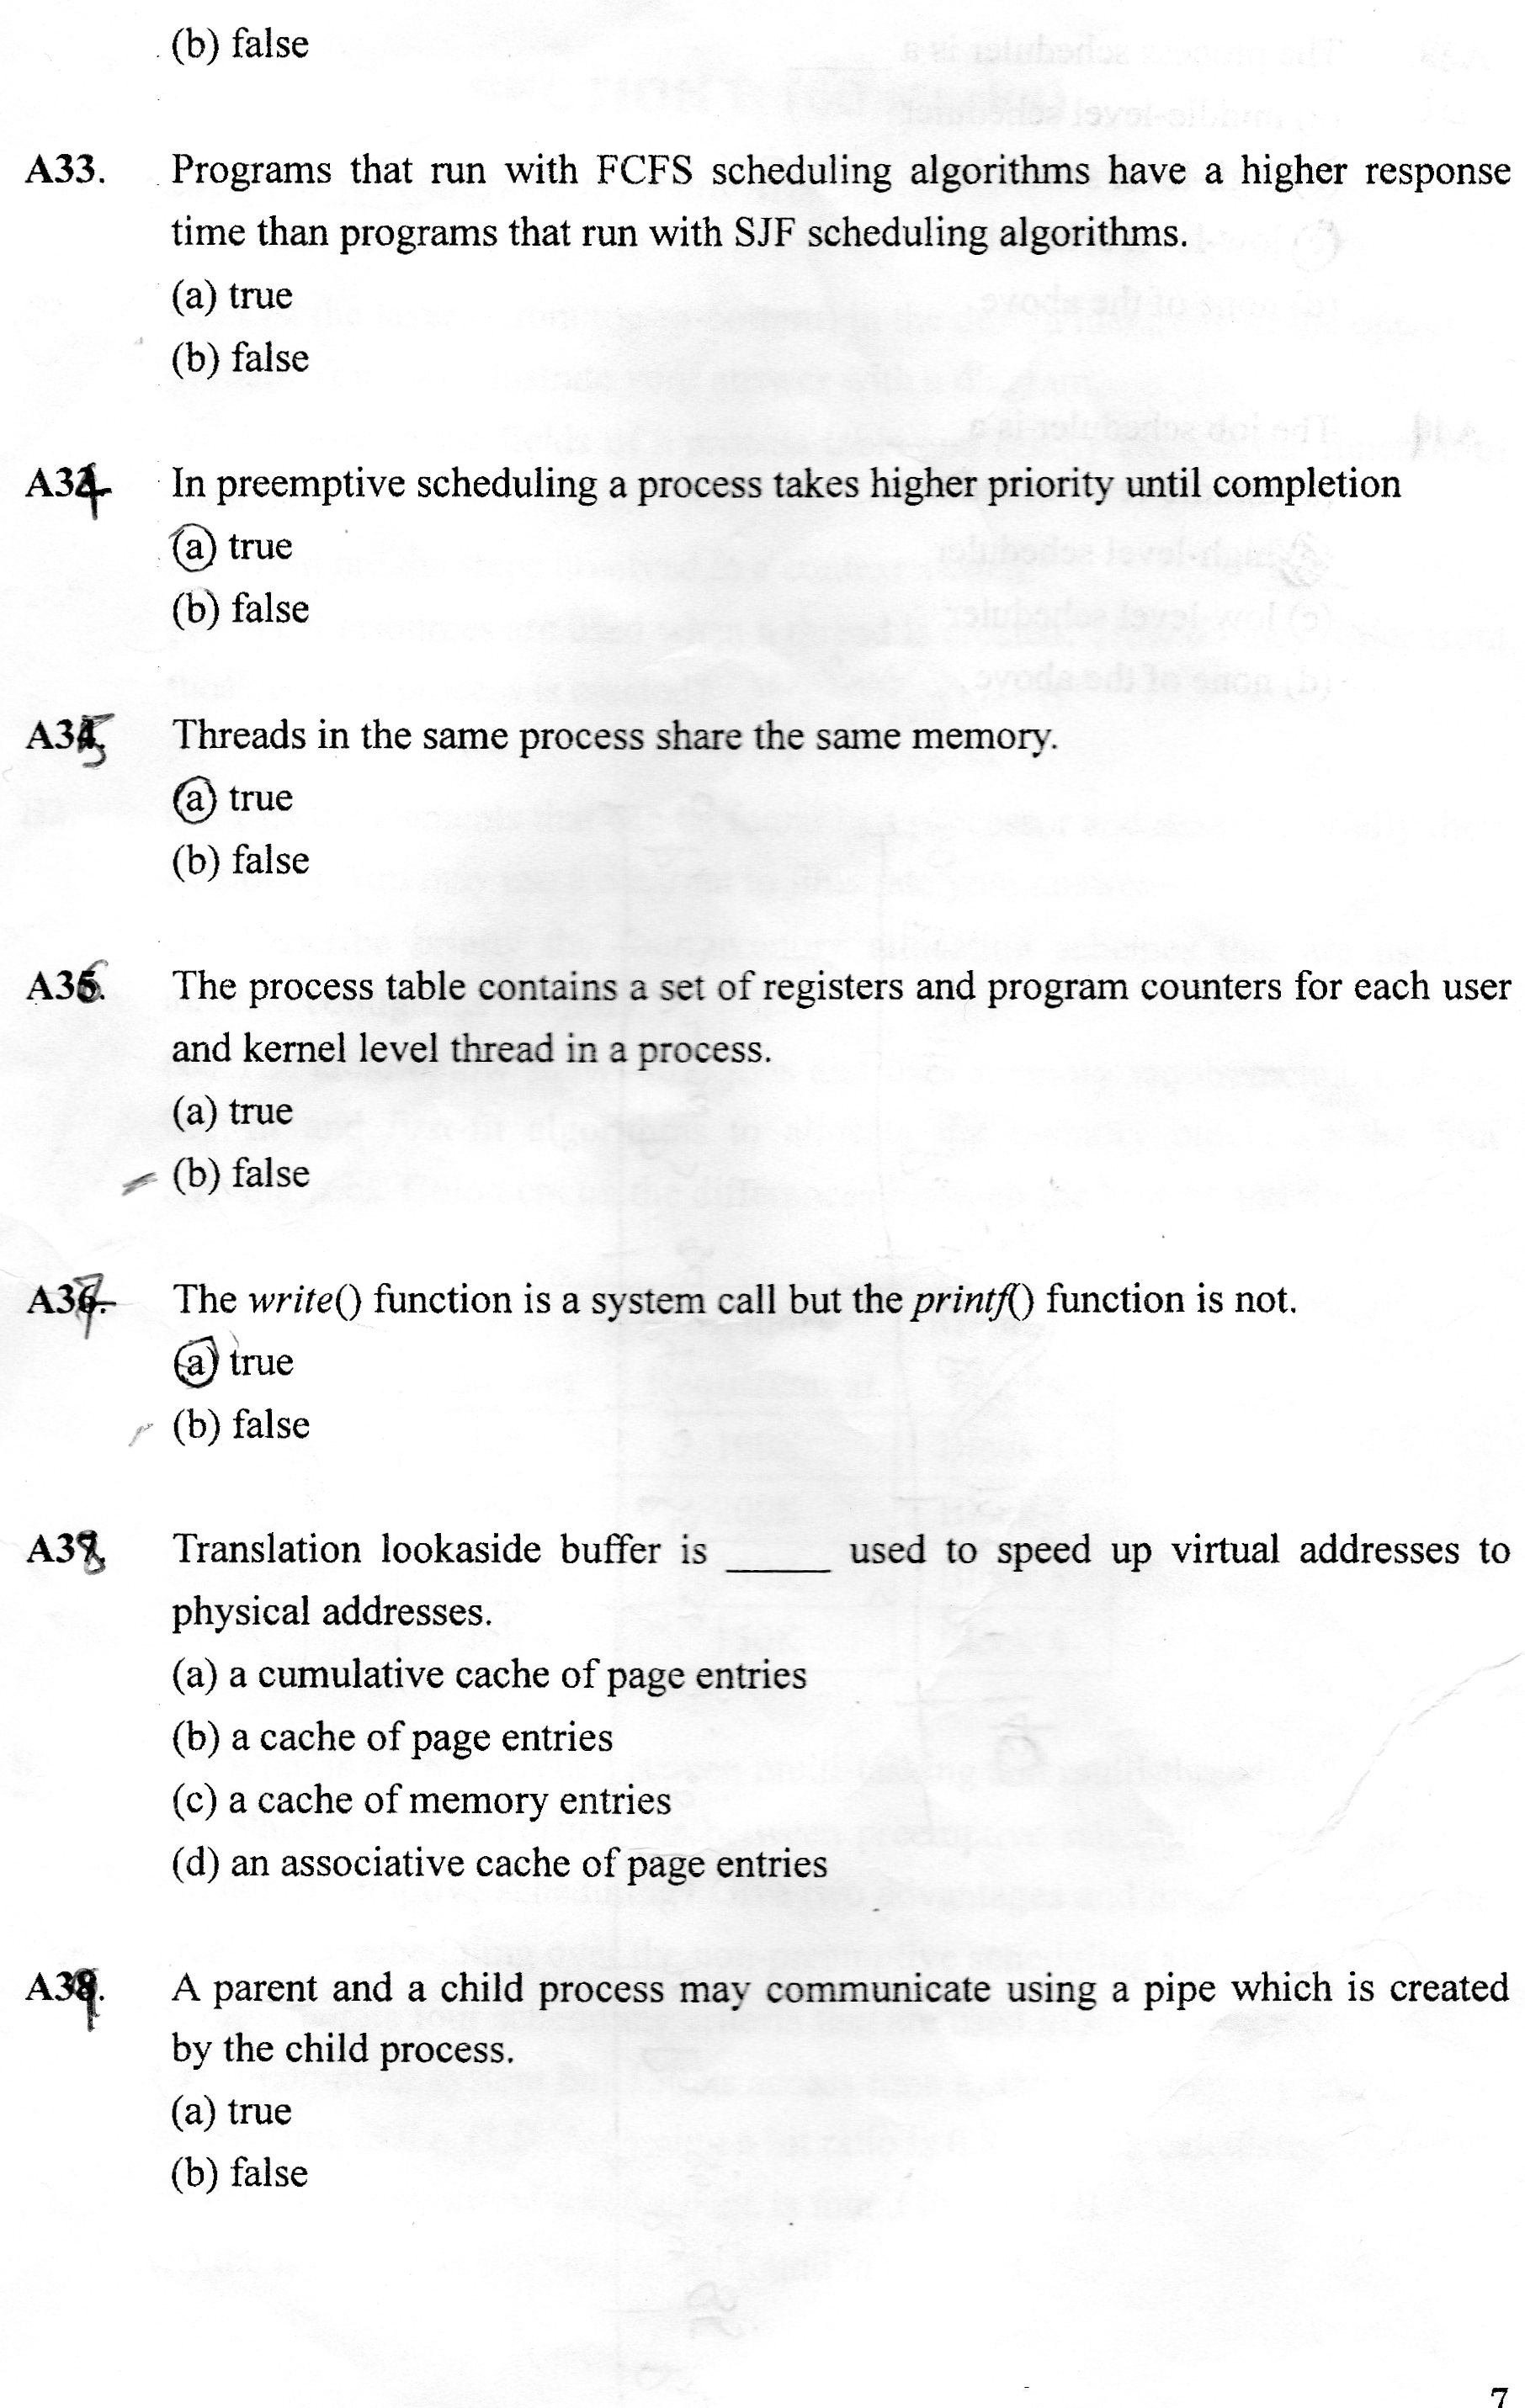 (b) false
A33. Programs that run with FCFS scheduling algorithms have a higher response
time than programs that run with SJF scheduling algorithms.
(a) true
(b) false
A34. In preemptive scheduling a process takes higher priority until completion
(a) true
(b) false
A35. Threads in the same process share the same memory.
(a) true
(b) false
A36. The process table contains a set of registers and program counters for each user
and kernel level thread in a process.
(a) true
(b) false
A37. The write() function is a system call but the printf() function is not.
(a) true
(b) false
A38. Translation lookaside buffer is _____ used to speed up virtual addresses to
physical addresses.
(a) a cumulative cache of page entries
(b) a cache of page entries
(c) a cache of memory entries
(d) an associative cache of page entries
A39. A parent and a child process may communicate using a pipe which is created
by the child process.
(a) true
(b) false
7